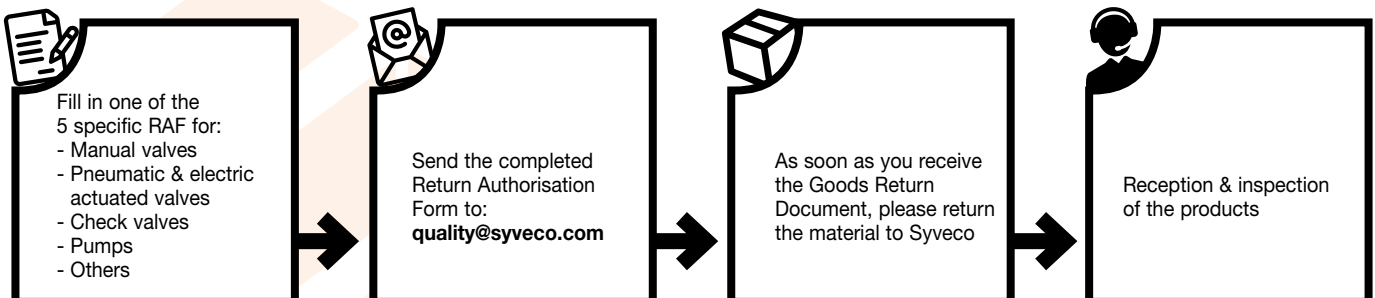 Fill in one of the
5 specific RAF for:
- Manual valves
- Pneumatic & electric
actuated valves
- Check valves
- Pumps
- Others
Send the completed
Return Authorisation
Form to:
quality@syveco.com
As soon as you receive
the Goods Return
Document, please return
the material to Syveco
Reception & inspection
of the products